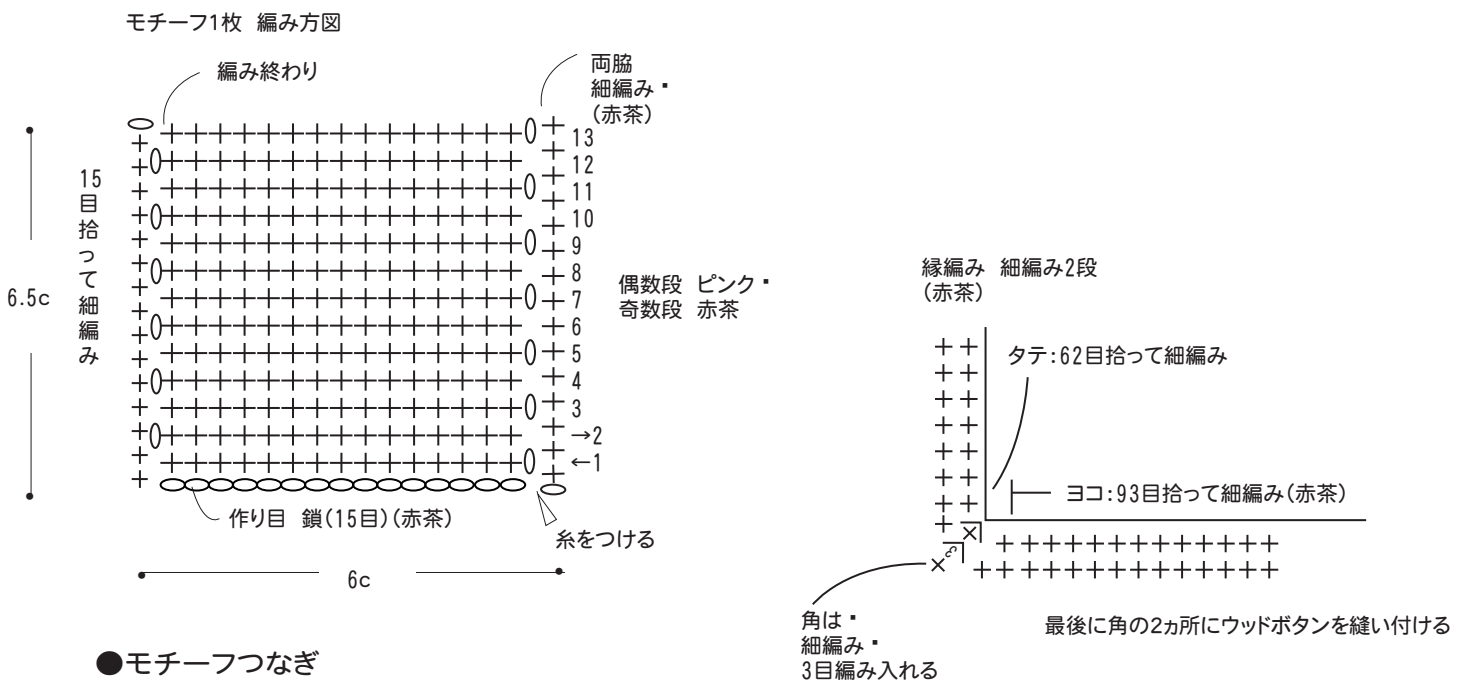 モチーフ1枚 編み方図
編み終わり
両脇
細編み▪
(赤茶)
13
12
11
10
9
8
7
6
5
4
3
→2
←1
15目拾って細編み
6.5c
偶数段 ピンク▪
奇数段 赤茶
作り目 鎖(15目)(赤茶)
糸をつける
6c
●モチーフつなぎ
縁編み 細編み2段
(赤茶)
タテ:62目拾って細編み
ヨコ:93目拾って細編み(赤茶)
3
角は▪
細編み▪
3目編み入れる
最後に角の2ヵ所にウッドボタンを縫い付ける